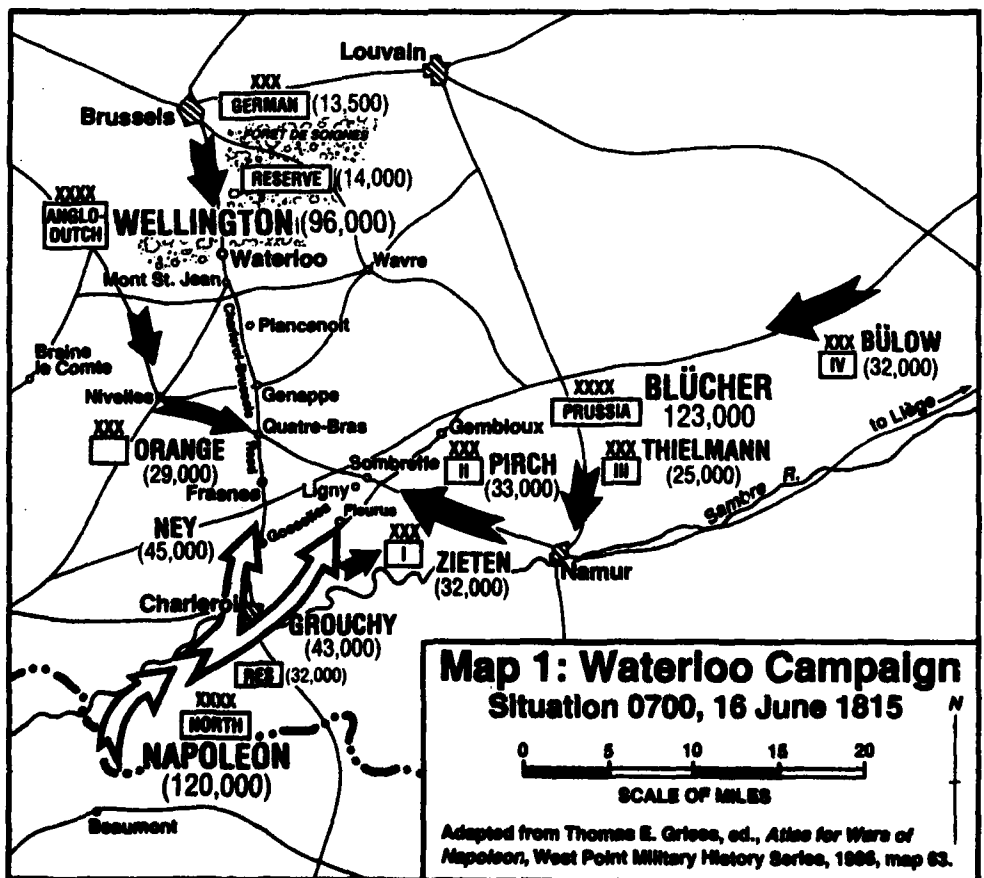 Louvain
XXX
GERMAN (13,500)
Brussels
FORÊT DE SOIGNES
RESERVE (14,000)
XXXX
ANGLO-
DUTCH
WELLINGTON (96,000)
Waterloo
Wavre
Mont St. Jean
Plancenoit
Charleroi-Brussels
Road
Braine
le Comte
Nivelles
Genappe
Quatre-Bras
XXX
ORANGE
(29,000)
Frasnes
XXX
IV
BÜLOW
(32,000)
XXXX
PRUSSIA
BLÜCHER
123,000
to Liège
Gembloux
XXX
II
PIRCH
(33,000)
XXX
III
THIELMANN
(25,000)
Sombreffe
Ligny
Sambre R.
Gosselies
Fleurus
NEY
(45,000)
XXX
I
ZIETEN
(32,000)
Namur
Charleroi
GROUCHY
(43,000)
RES (32,000)
XXXX
NORTH
NAPOLEON
(120,000)
Beaumont
Map 1: Waterloo Campaign
Situation 0700, 16 June 1815
N
0 5 10 15 20
SCALE OF MILES
Adapted from Thomas E. Griess, ed., Atlas for Wars of
Napoleon, West Point Military History Series, 1986, map 63.